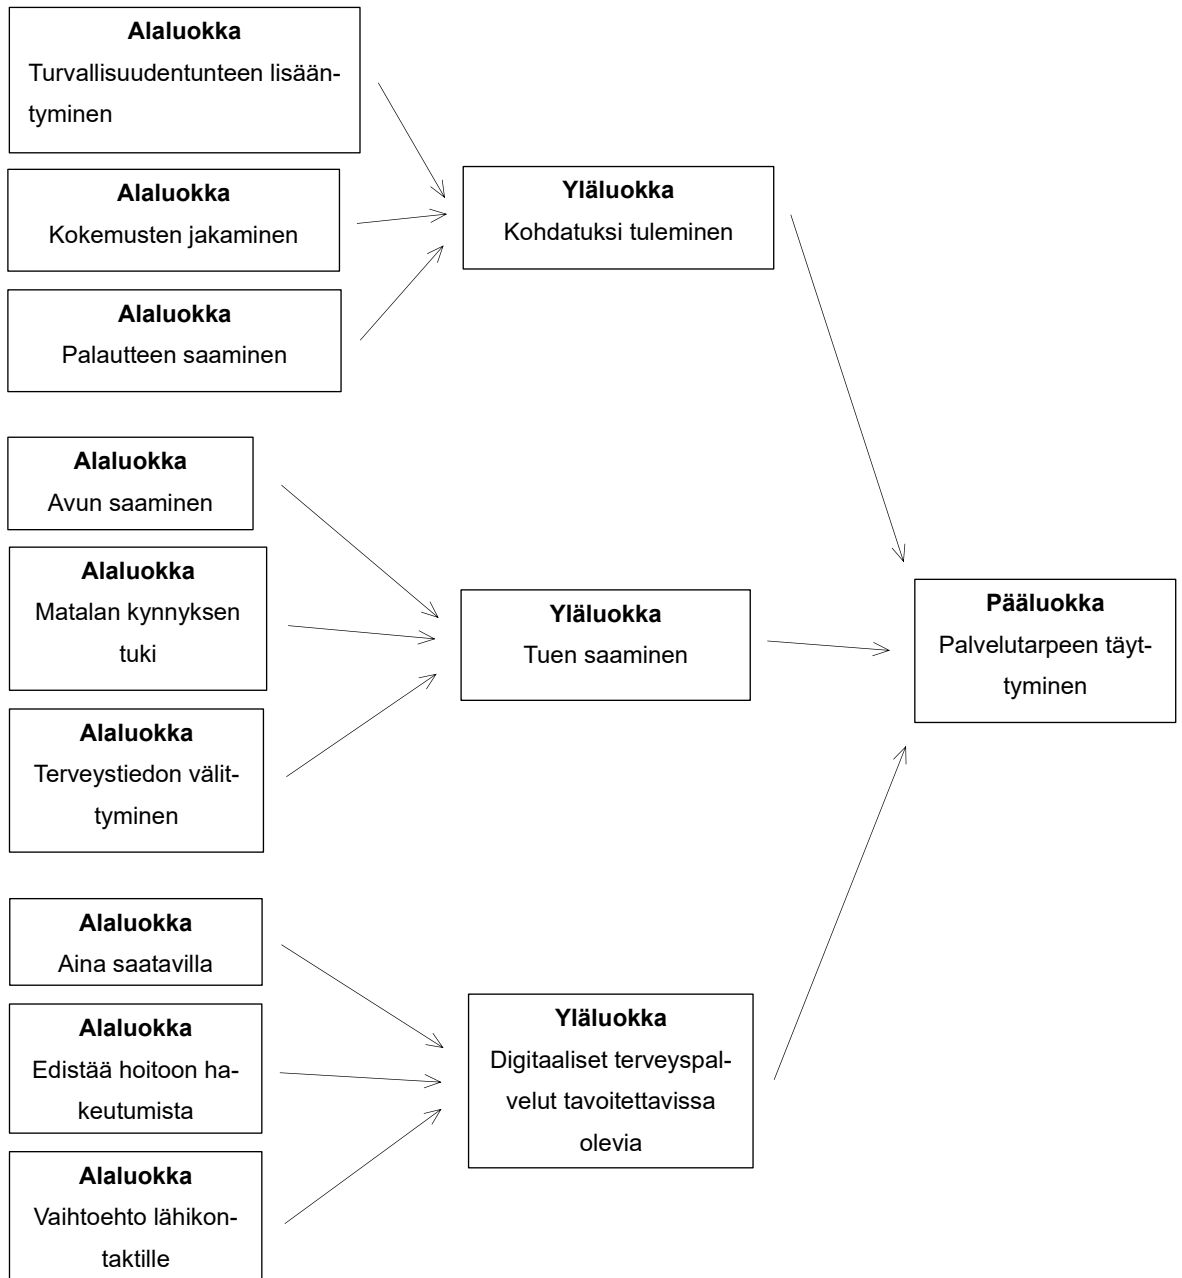 Alaluokka
Turvallisuudentunteen lisään-
tyminen
Alaluokka
Kokemusten jakaminen
Alaluokka
Palautteen saaminen
Yläluokka
Kohdatuksi tuleminen
Alaluokka
Avun saaminen
Alaluokka
Matalan kynnyksen
tuki
Alaluokka
Terveystiedon välit-
tyminen
Yläluokka
Tuen saaminen
Alaluokka
Aina saatavilla
Alaluokka
Edistää hoitoon ha-
keutumista
Alaluokka
Vaihtoehto lähikon-
taktille
Yläluokka
Digitaaliset terveyspal-
velut tavoitettavissa
olevia
Pääluokka
Palvelutarpeen täyt-
tyminen